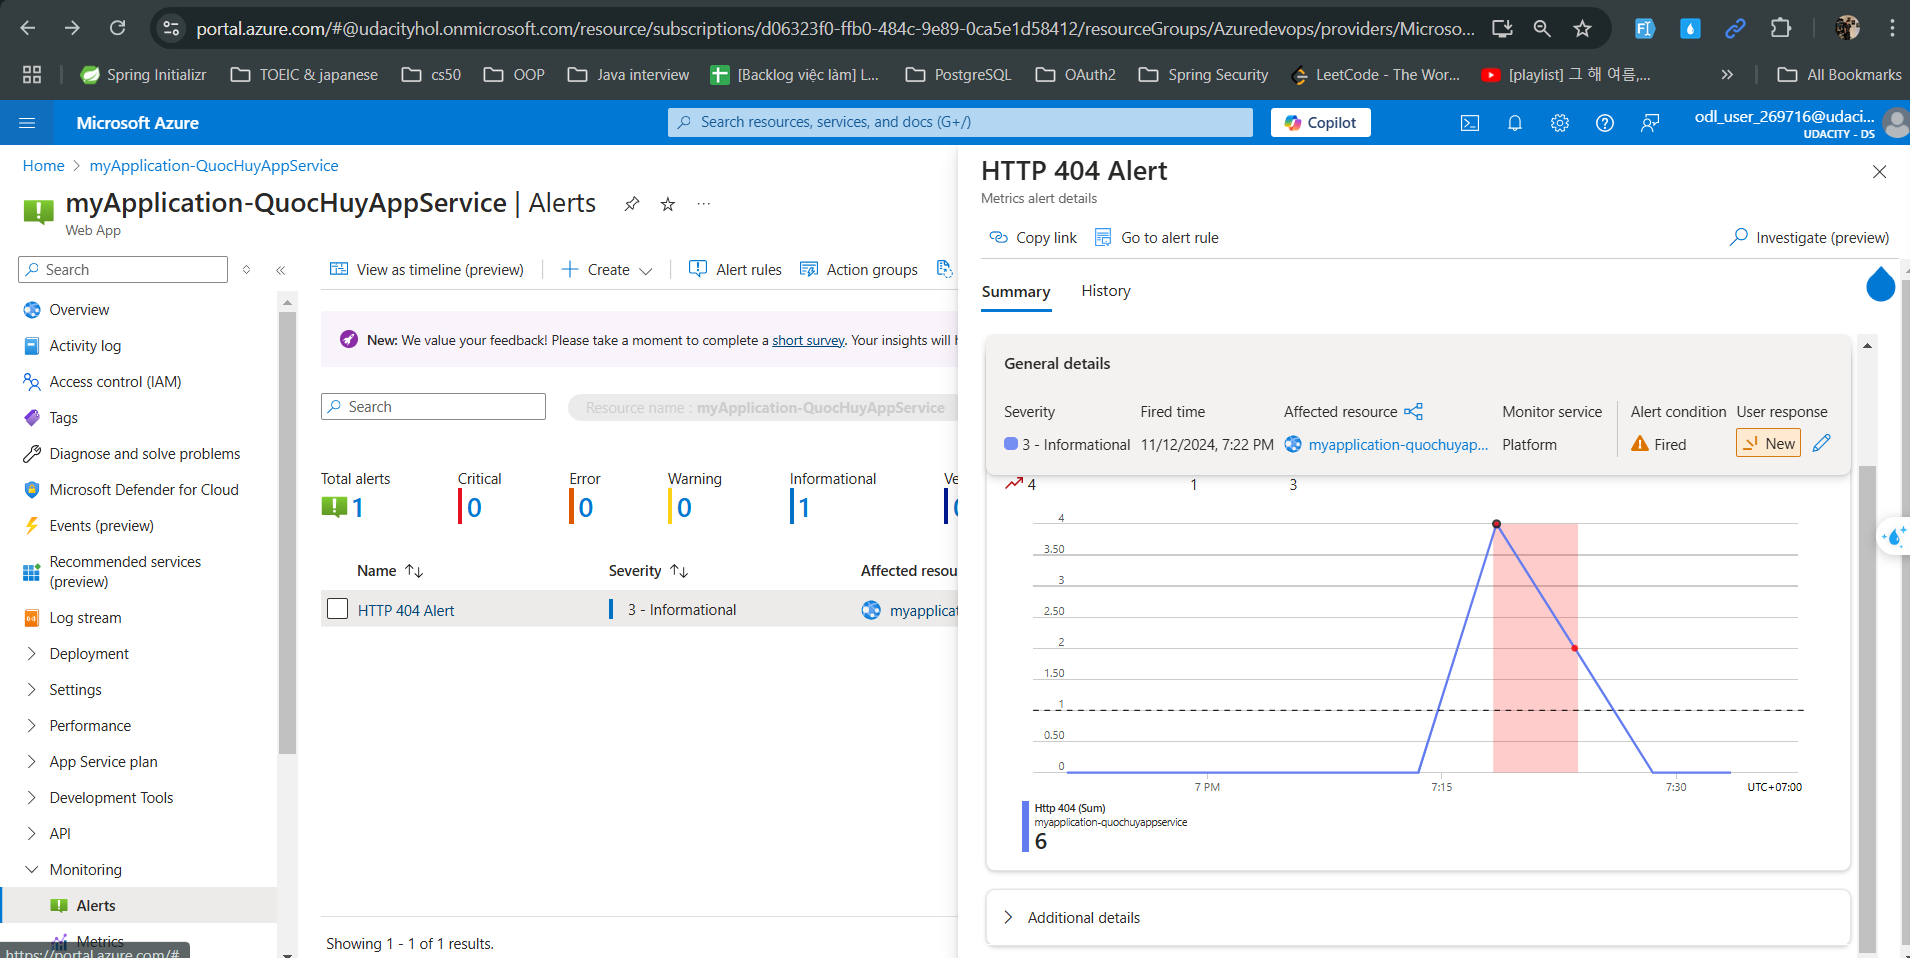 portal.azure.com/#@udacityhol.onmicrosoft.com/resource/subscriptions/d06323f0-ffb0-484c-9e89-0ca5e1d58412/resourceGroups/Azuredevops/providers/Microso...
Spring Initializr TOEIC & japanese cs50 OOP Java interview [Backlog việc làm] L... PostgreSQL OAuth2 Spring Security LeetCode - The Wor... [playlist] 그 해 여름,... All Bookmarks
Microsoft Azure
Search resources, services, and docs (G+/)
Copilot
odl_user_269716@udaci...
UDACITY - DS
Home > myApplication-QuocHuyAppService
myApplication-QuocHuyAppService | Alerts
Web App
Search
Overview
Activity log
Access control (IAM)
Tags
Diagnose and solve problems
Microsoft Defender for Cloud
Events (preview)
Recommended services
(preview)
Log stream
Deployment
Settings
Performance
App Service plan
Development Tools
API
Monitoring
Alerts
Metrics
https://portal.azure.com/#
View as timeline (preview) Create Alert rules Action groups
New: We value your feedback! Please take a moment to complete a short survey. Your insights will
Search
Resource name : myApplication-QuocHuyAppService
Total alerts Critical Error Warning Informational Ve
1 0 0 0 1
Name Severity Affected resou
HTTP 404 Alert 3 - Informational myapplicat
Showing 1 - 1 of 1 results.
HTTP 404 Alert
Metrics alert details
Copy link Go to alert rule Investigate (preview)
Summary History
General details
Severity Fired time Affected resource Monitor service Alert condition User response
3 - Informational 11/12/2024, 7:22 PM myapplication-quochuyap... Platform Fired New
4 1 3
4
3.50
3
2.50
2
1.50
1
0.50
0
7 PM 7:15 7:30 UTC+07:00
Http 404 (Sum)
myapplication-quochuyappservice
6
Additional details